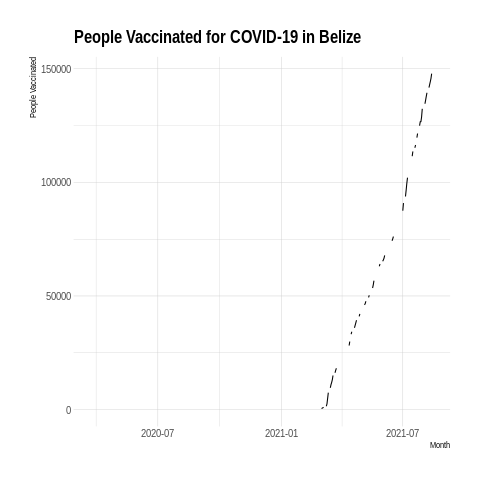 People Vaccinated for COVID-19 in Belize
People Vaccinated
150000
100000
50000
0
2020-07
2021-01
2021-07
Month